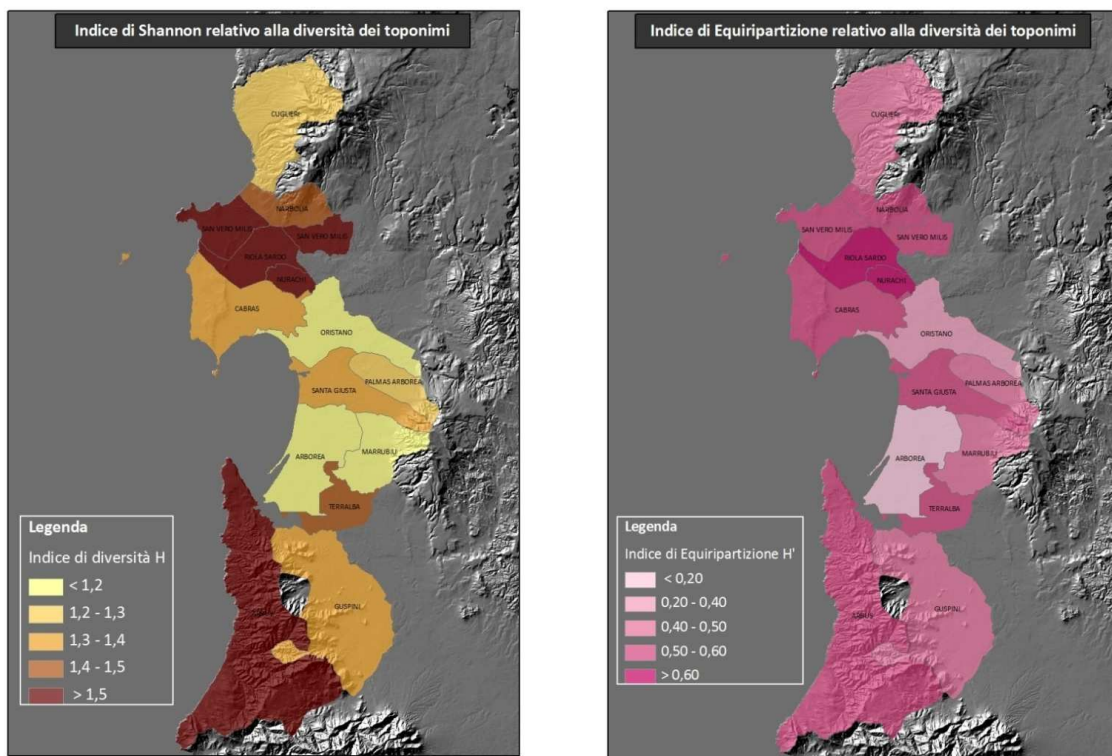 Indice di Shannon relativo alla diversità dei toponimi
CUGLIERI
NARBOLIA
SAN VERO MILIS
SAN VERO MILIS
RIOLA SARDO
NURACHI
CABRAS
ORISTANO
PALMAS ARBOREA
SANTA GIUSTA
ARBOREA
MARRUBIU
TERRALBA
GUSPINI
Legenda
Indice di diversità H
< 1,2
1,2 - 1,3
1,3 - 1,4
1,4 - 1,5
> 1,5
Indice di Equiripartizione relativo alla diversità dei toponimi
CUGLIERI
NARBOLIA
SAN VERO MILIS
SAN VERO MILIS
RIOLA SARDO
NURACHI
CABRAS
ORISTANO
PALMAS ARBOREA
SANTA GIUSTA
ARBOREA
MARRUBIU
TERRALBA
GUSPINI
Legenda
Indice di Equiripartizione H'
< 0,20
0,20 - 0,40
0,40 - 0,50
0,50 - 0,60
> 0,60